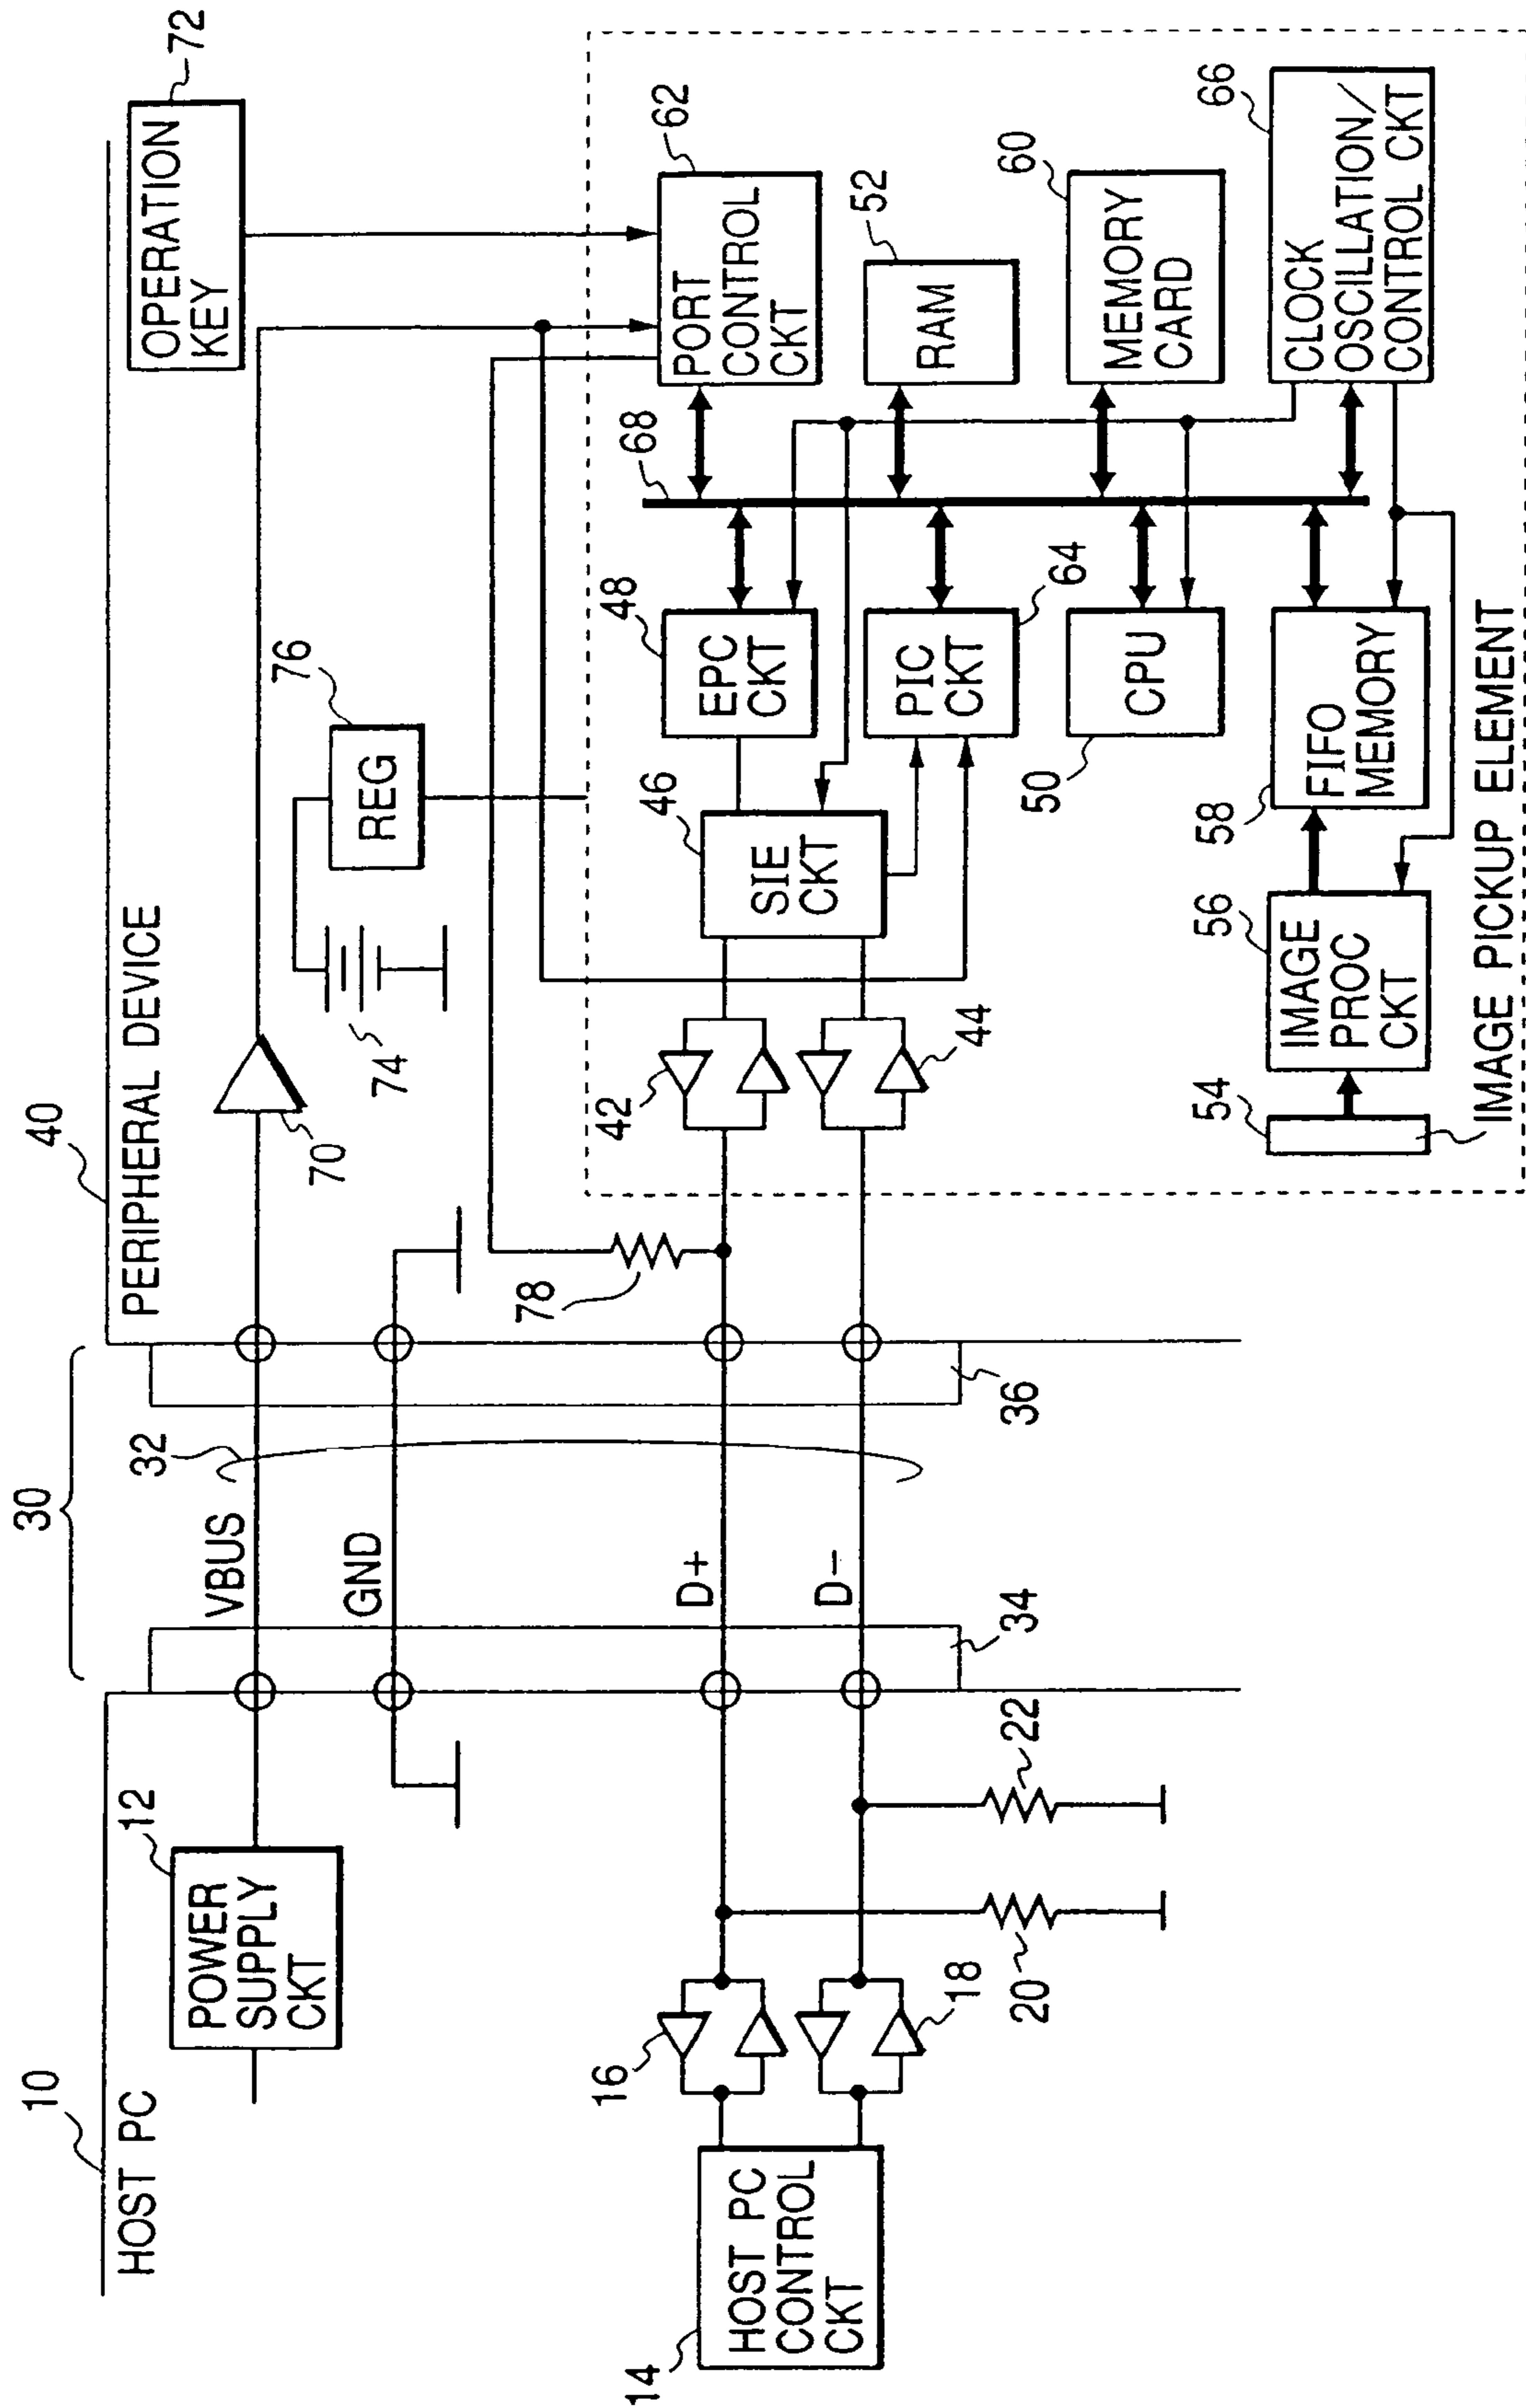 10
HOST PC
12
POWER
SUPPLY
CKT
14
HOST PC
CONTROL
CKT
16
18
20
22
30
VBUS
32
GND
D+
D-
34
36
40
PERIPHERAL DEVICE
70
74
76
REG
OPERATION
KEY
72
78
42
44
46
SIE
CKT
48
EPC
CKT
68
PORT
CONTROL
CKT
62
PIC
CKT
64
RAM
52
50
CPU
MEMORY
CARD
60
54
56
IMAGE
PROC
CKT
58
FIFO
MEMORY
CLOCK
OSCILLATION/
CONTROL CKT
66
IMAGE PICKUP ELEMENT